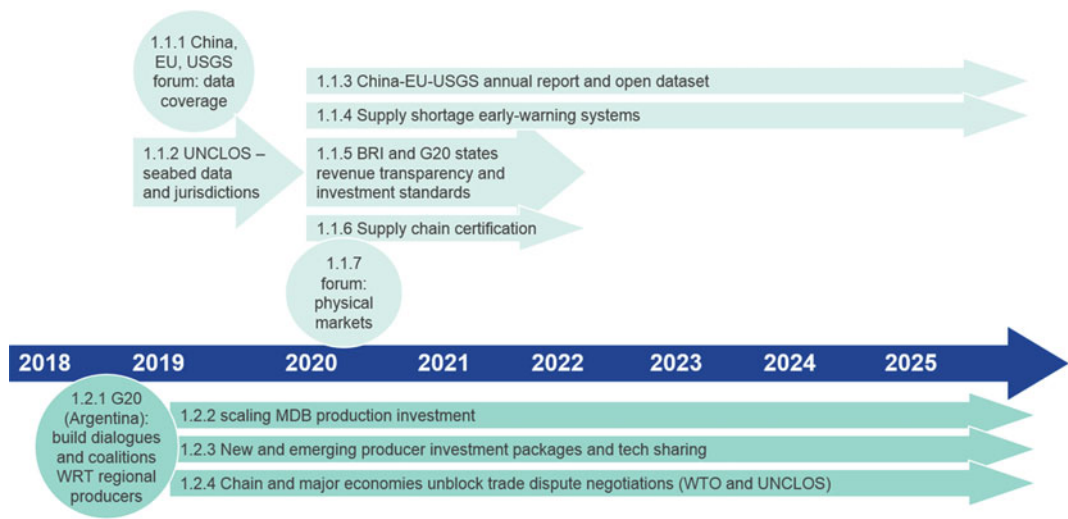 1.1.1 China,
EU, USGS
forum: data
coverage
1.1.3 China-EU-USGS annual report and open dataset
1.1.4 Supply shortage early-warning systems
1.1.2 UNCLOS –
seabed data
and jurisdictions
1.1.5 BRI and G20 states
revenue transparency and
investment standards
1.1.6 Supply chain certification
1.1.7
forum:
physical
markets
2018 2019 2020 2021 2022 2023 2024 2025
1.2.1 G20
(Argentina):
build dialogues
and coalitions
WRT regional
producers
1.2.2 scaling MDB production investment
1.2.3 New and emerging producer investment packages and tech sharing
1.2.4 Chain and major economies unblock trade dispute negotiations (WTO and UNCLOS)